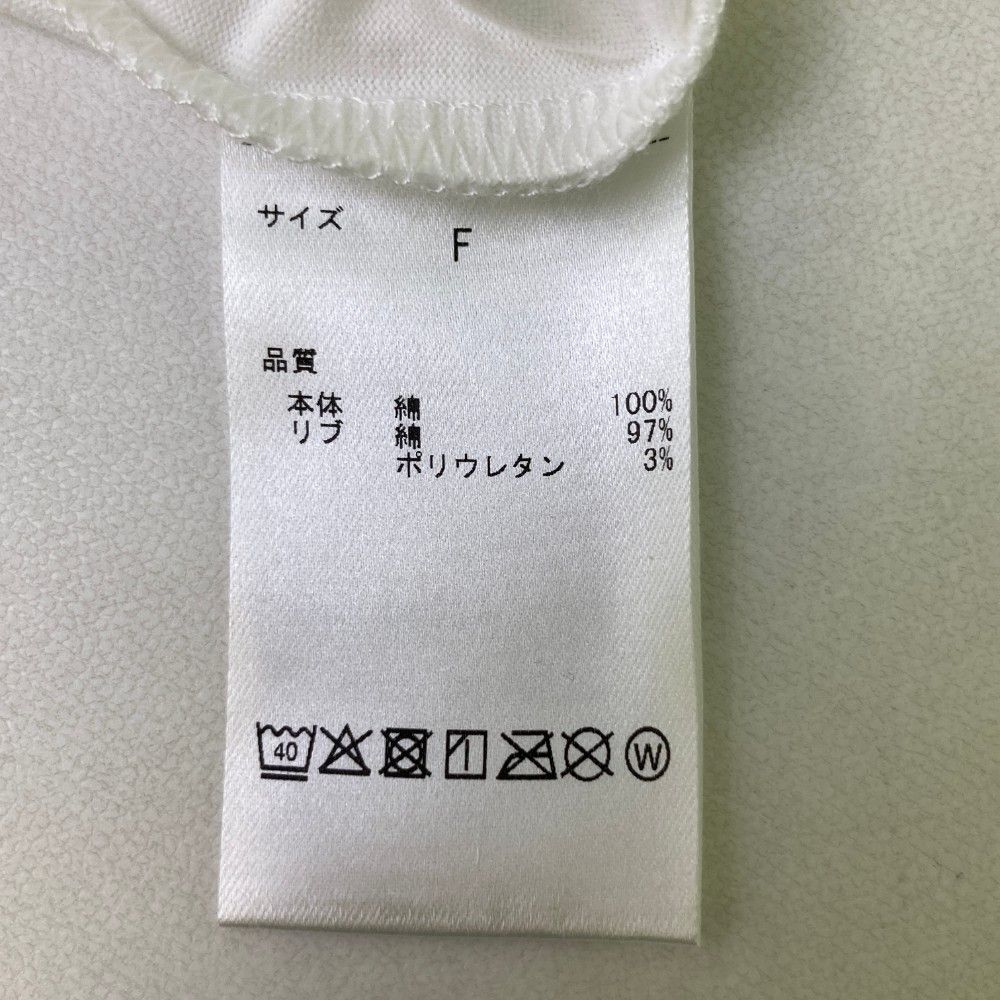 サイズ
F
品質
本体 綿 100%
リブ 綿 97%
ポリウレタン 3%
40
W